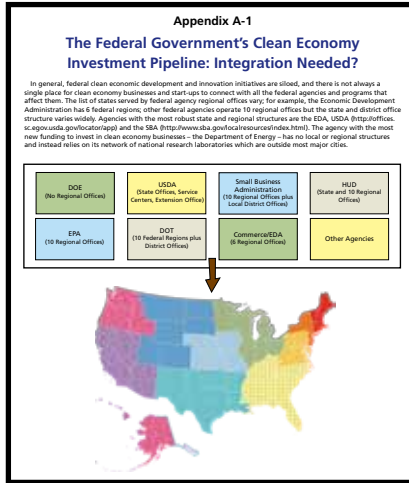 Appendix A-1
The Federal Government's Clean Economy
Investment Pipeline: Integration Needed?
In general, federal clean economic development and innovation initiatives are siloed, and there is not always a
single place for clean economy businesses and start-ups to connect with all the federal agencies and programs that
affect them. The list of states served by federal agency regional offices vary; for example, the Economic Development
Administration has 6 federal regions; other federal agencies operate 10 regional offices but the state and district office
structure varies widely. Agencies with the most robust state and regional structures are the EDA, USDA (http://offices.
sc.egov.usda.gov/locator/app) and the SBA (http://www.sba.gov/localresources/index.html). The agency with the most
new funding to invest in clean economy businesses – the Department of Energy – has no local or regional structures
and instead relies on its network of national research laboratories which are outside most major cities.
DOE
(No Regional Offices)
USDA
(State Offices, Service
Centers, Extension Office)
Small Business
Administration
(10 Regional Offices plus
Local District Offices)
HUD
(State and 10 Regional
Offices)
EPA
(10 Regional Offices)
DOT
(10 Federal Regions plus
District Offices)
Commerce/EDA
(6 Regional Offices)
Other Agencies